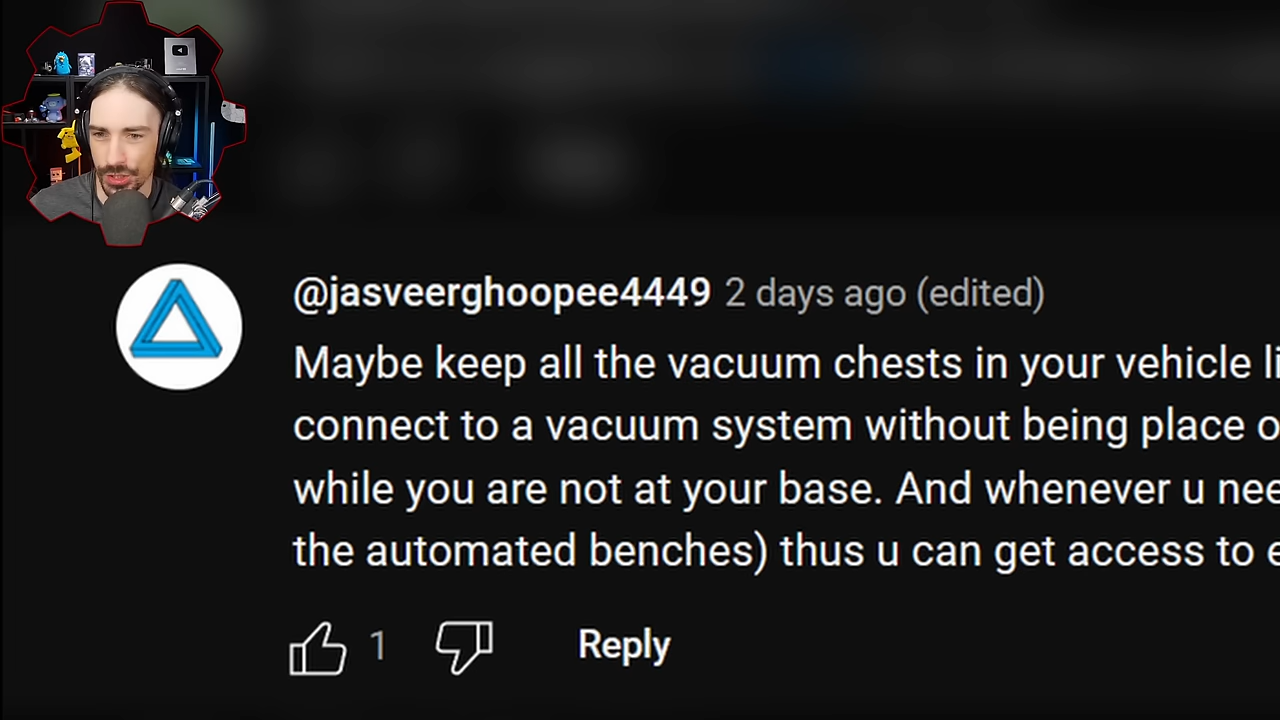 @jasveerghoopee4449 2 days ago (edited)
Maybe keep all the vacuum chests in your vehicle li
connect to a vacuum system without being place o
while you are not at your base. And whenever u nee
the automated benches) thus u can get access to e
1
Reply